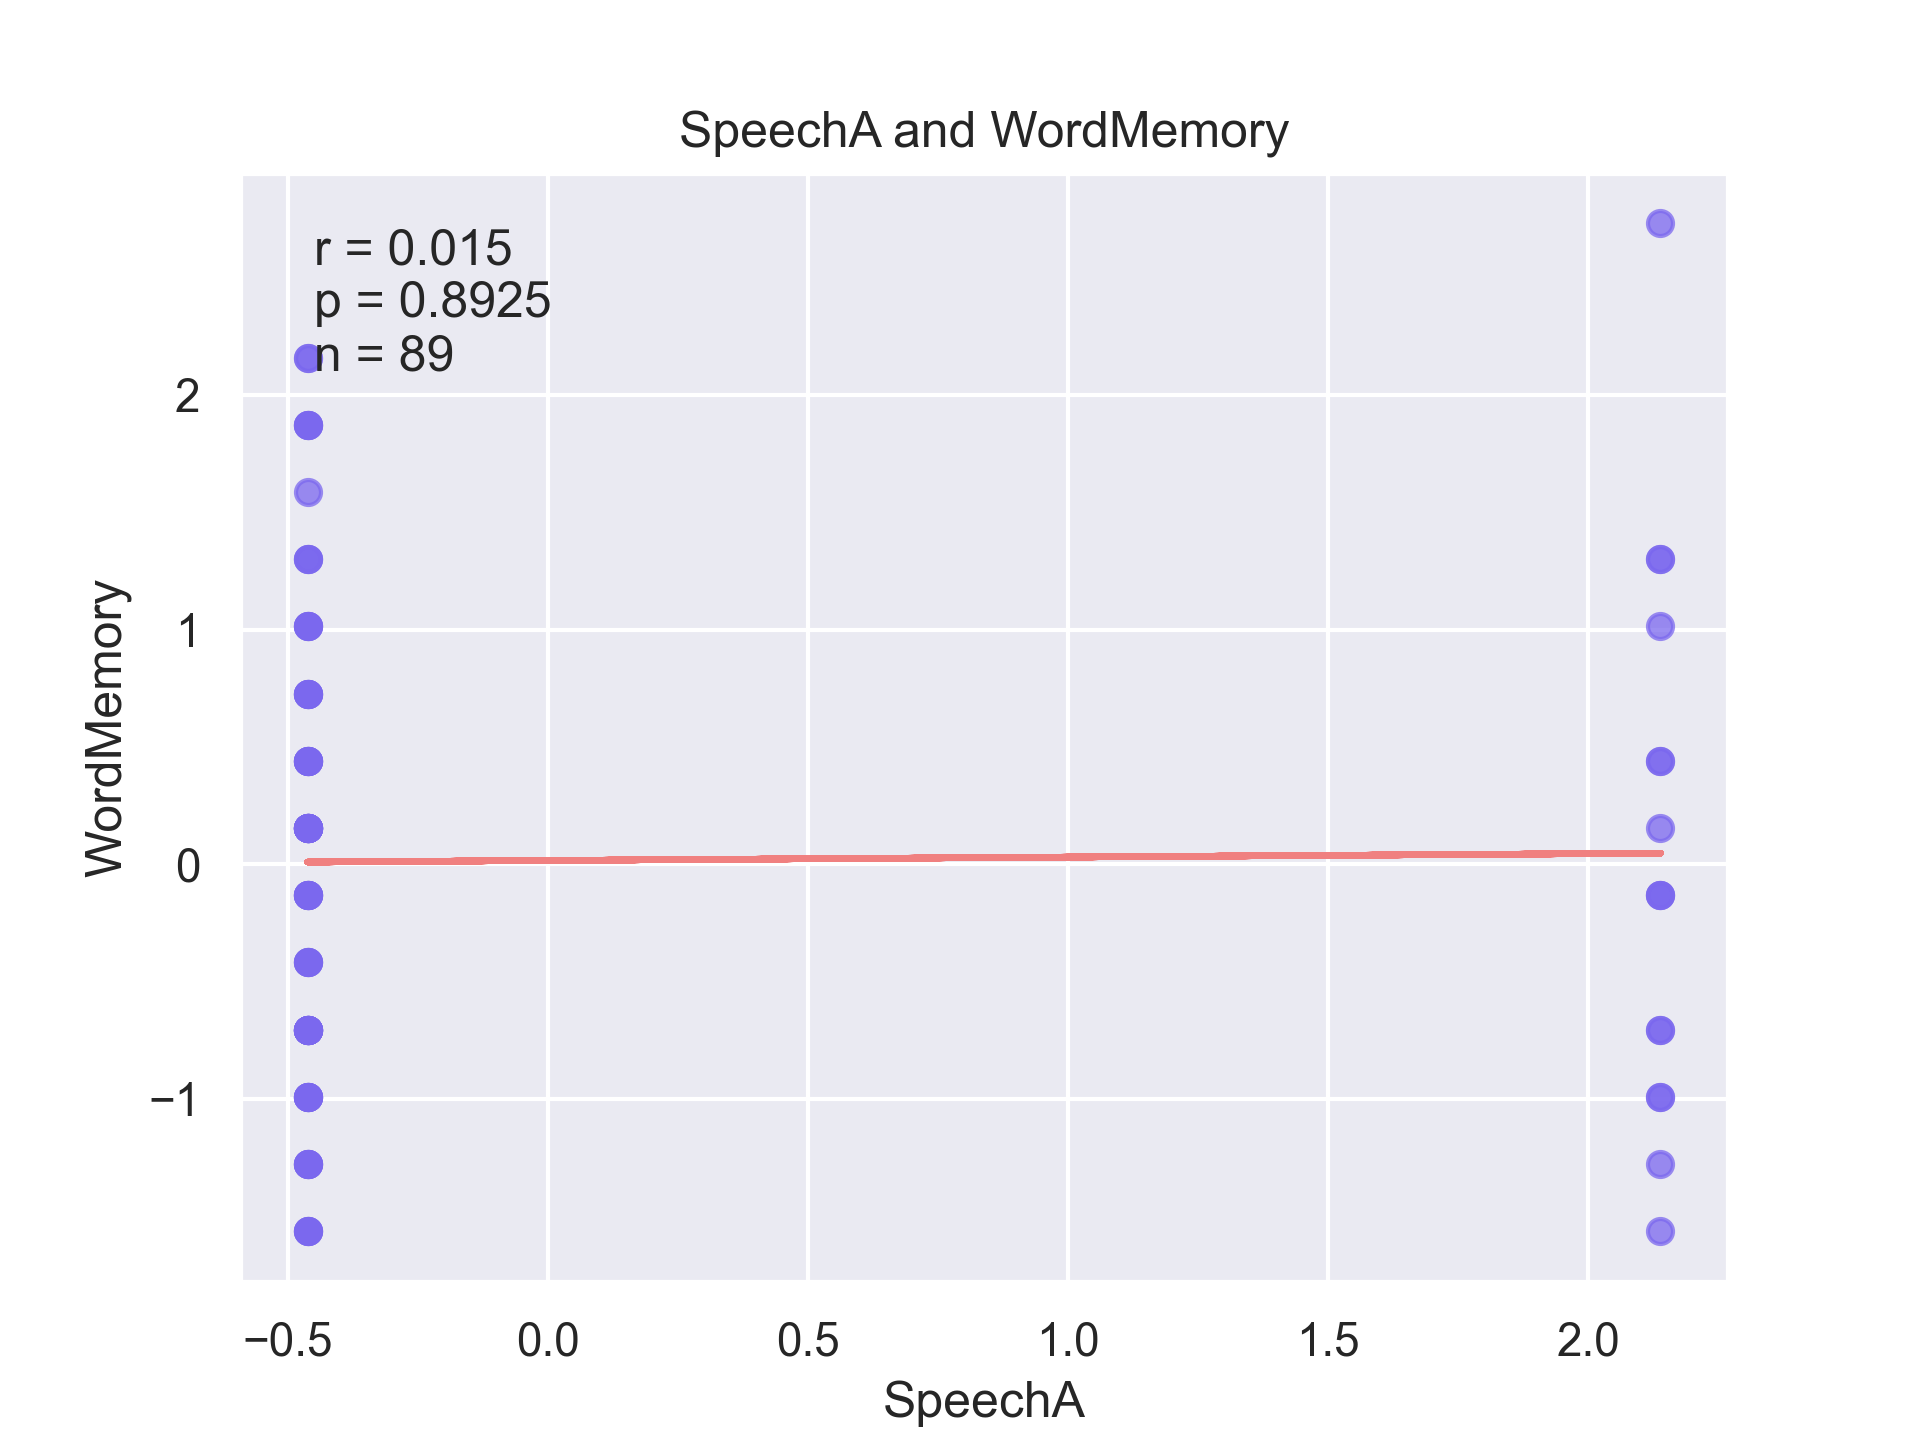 SpeechA and WordMemory
r = 0.015
p = 0.8925
n = 89
2
1
0
−1
WordMemory
−0.5 0.0 0.5 1.0 1.5 2.0
SpeechA